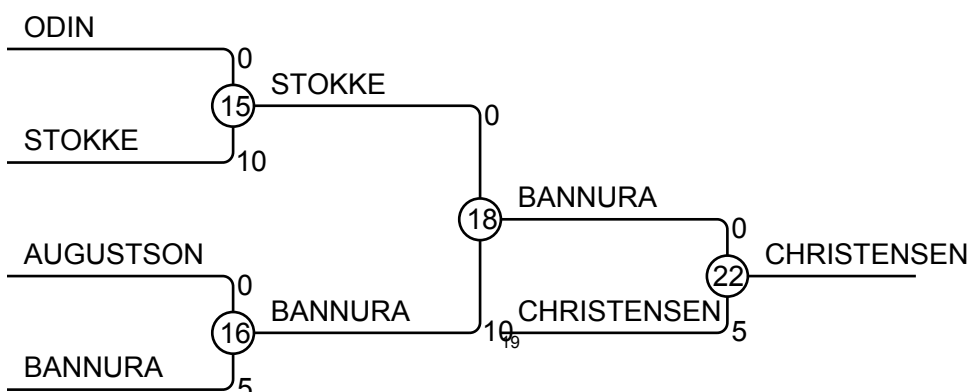 ODIN
0
15
STOKKE
0
STOKKE
10
BANNURA
0
18
CHRISTENSEN
AUGUSTSON
22
0
BANNURA
CHRISTENSEN
16
10
19
5
BANNURA
5